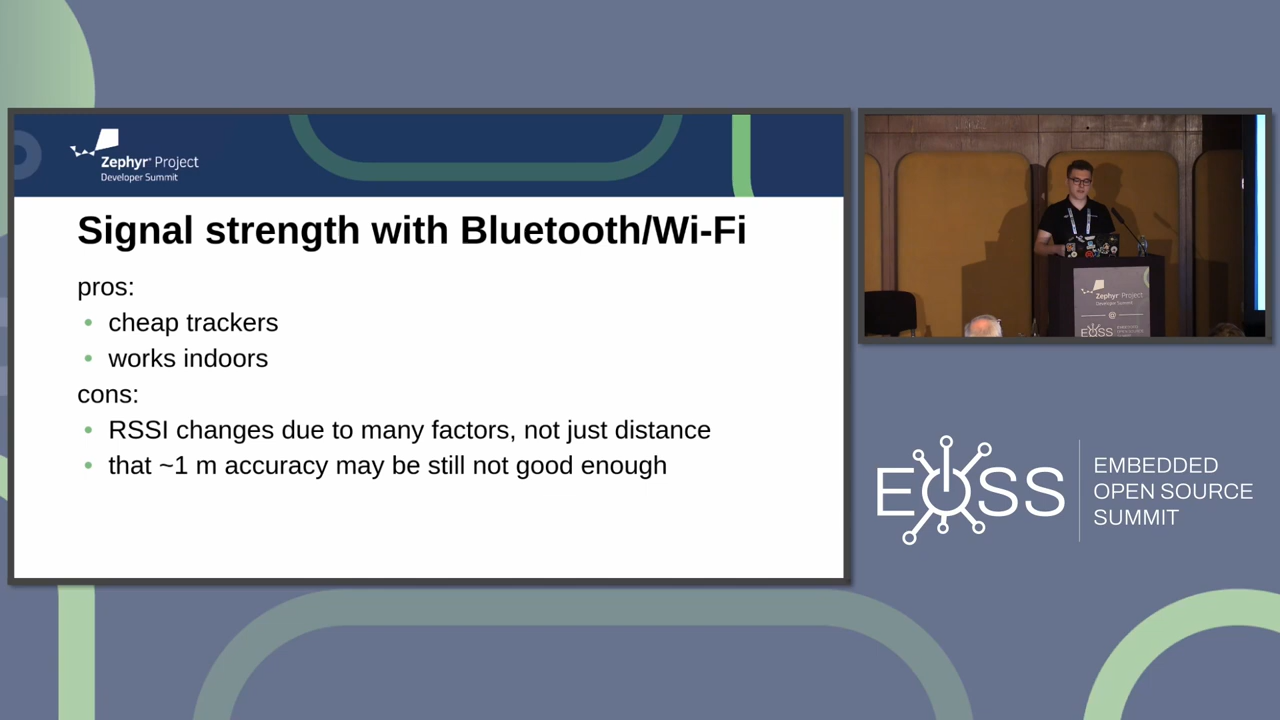 Zephyr® Project
Developer Summit
Signal strength with Bluetooth/Wi-Fi
pros:
• cheap trackers
• works indoors
cons:
• RSSI changes due to many factors, not just distance
• that ~1 m accuracy may be still not good enough
Zephyr Project
Developer Summit
@
EOSS
EOSS
EMBEDDED
OPEN SOURCE
SUMMIT